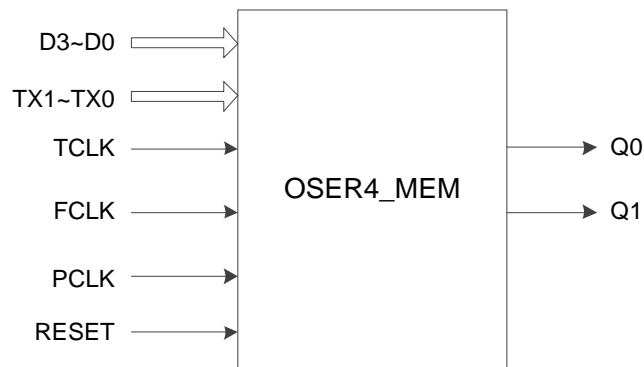 D3~D0
TX1~TX0
TCLK
FCLK
PCLK
RESET
OSER4_MEM
Q0
Q1